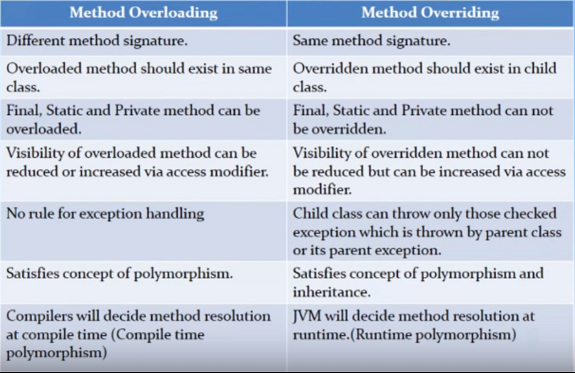 Method Overloading
Method Overriding
Different method signature.
Same method signature.
Overloaded method should exist in same
class.
Overridden method should exist in child
class.
Final, Static and Private method can be
overloaded.
Final, Static and Private method can not
be overridden.
Visibility of overloaded method can be
reduced or increased via access modifier.
Visibility of overridden method can not
be reduced but can be increased via access
modifier.
No rule for exception handling
Child class can throw only those checked
exception which is thrown by parent class
or its parent exception.
Satisfies concept of polymorphism.
Satisfies concept of polymorphism and
inheritance.
Compilers will decide method resolution
at compile time (Compile time
polymorphism)
JVM will decide method resolution at
runtime.(Runtime polymorphism)